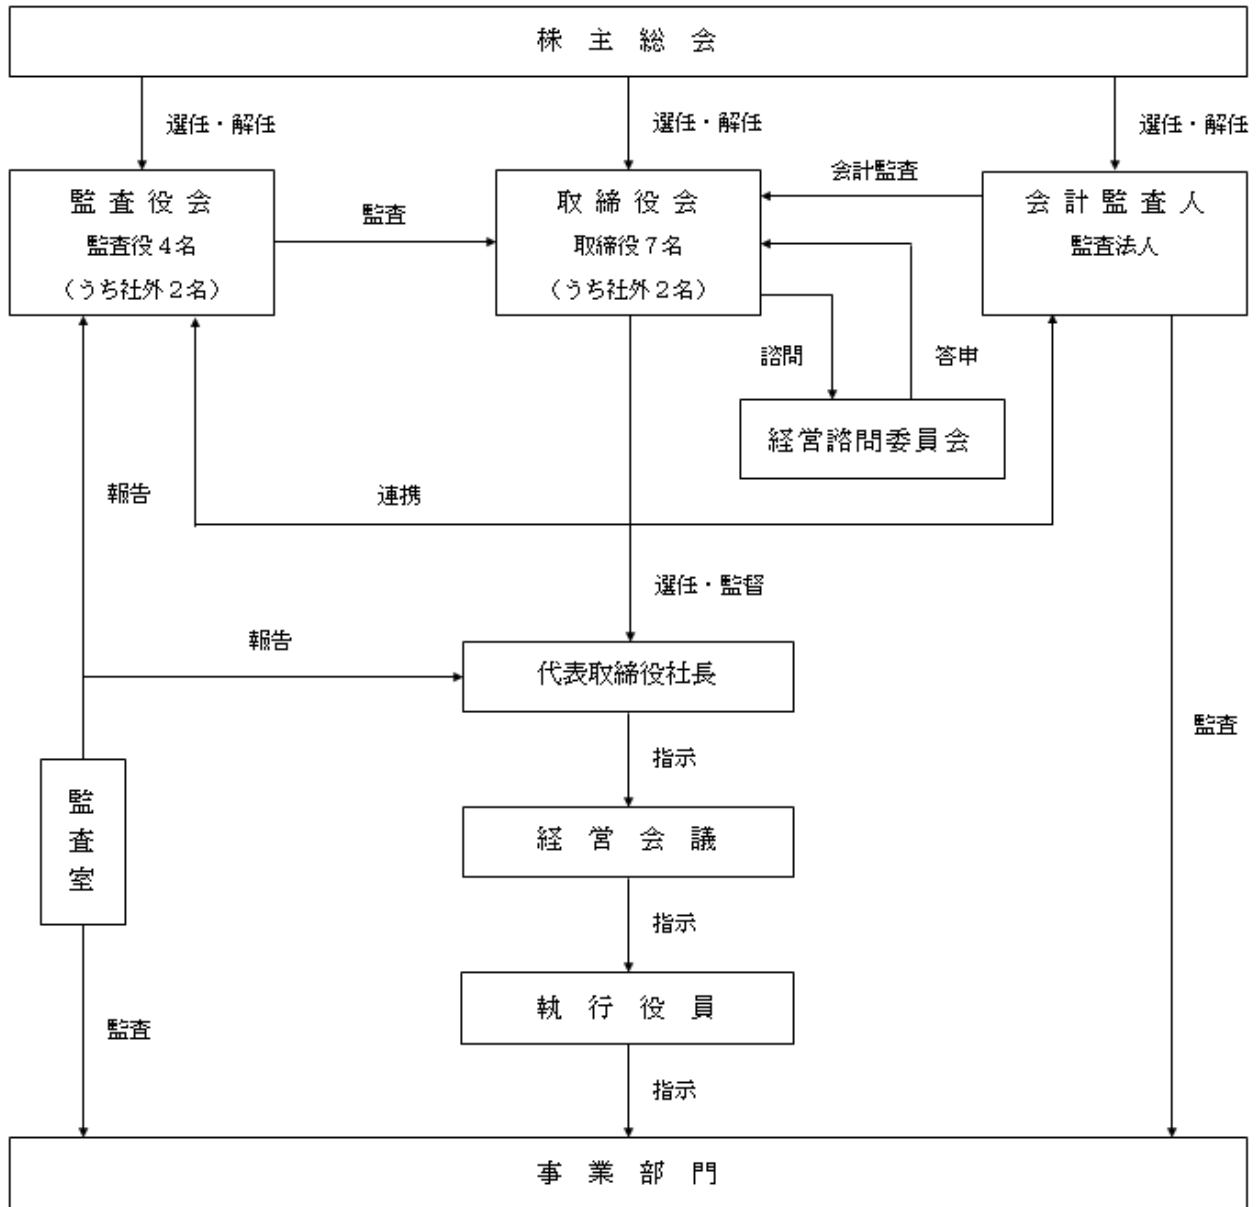 株主総会
選任・解任
選任・解任
選任・解任
監査役会
監査役4名
（うち社外2名）
監査
取締役会
取締役7名
（うち社外2名）
会計監査
会計監査人
監査法人
諮問
答申
経営諮問委員会
報告
連携
選任・監督
報告
代表取締役社長
監査
指示
監査室
経営会議
指示
執行役員
監査
指示
事業部門